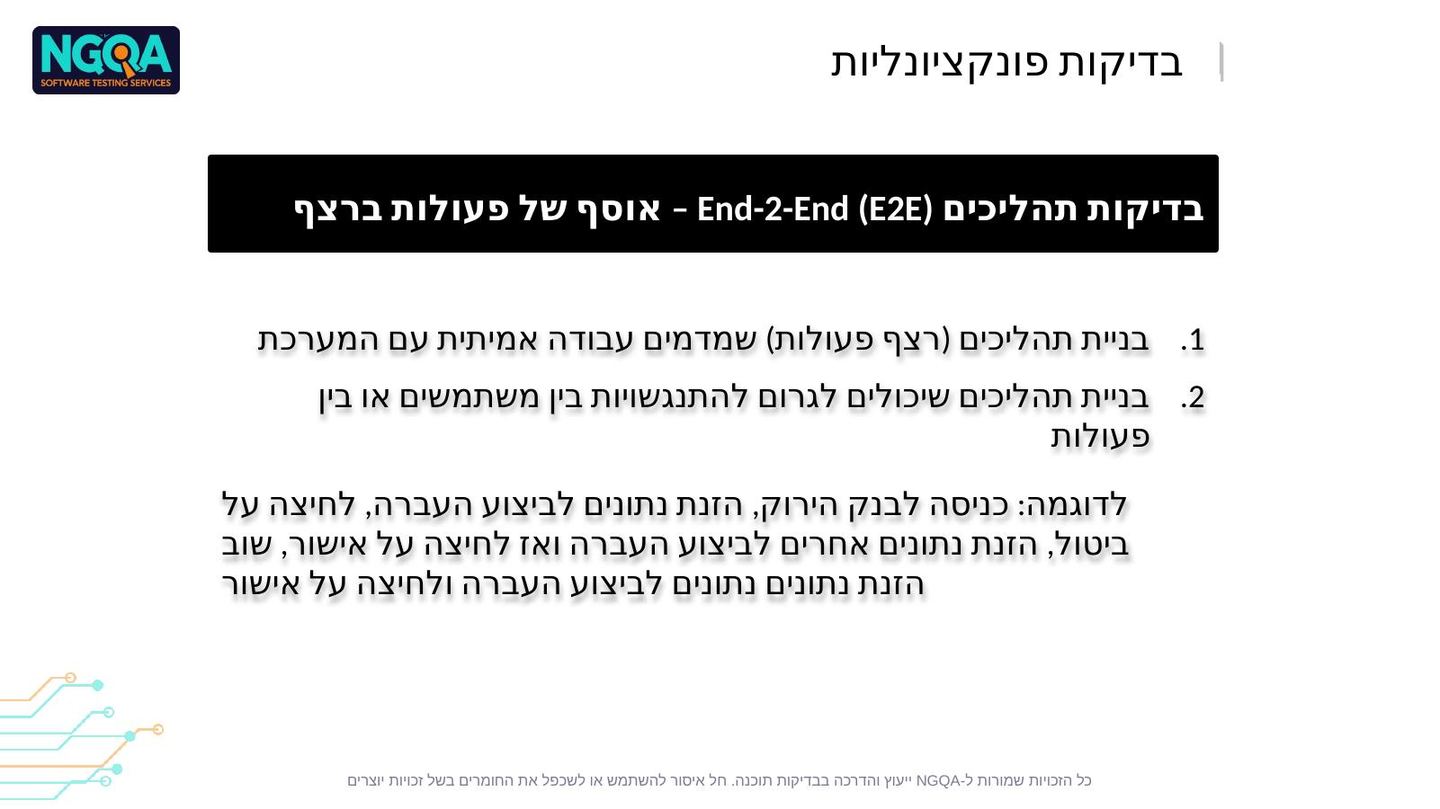 NGQA
SOFTWARE TESTING SERVICES
בדיקות פונקציונליות
בדיקות תהליכים End-2-End (E2E) – אוסף של פעולות ברצף
1. בניית תהליכים (רצף פעולות) שמדמים עבודה אמיתית עם המערכת
2. בניית תהליכים שיכולים לגרום להתנגשויות בין משתמשים או בין
פעולות
לדוגמה: כניסה לבנק הירוק, הזנת נתונים לביצוע העברה, לחיצה על
ביטול, הזנת נתונים אחרים לביצוע העברה ואז לחיצה על אישור, שוב
הזנת נתונים נתונים לביצוע העברה ולחיצה על אישור
כל הזכויות שמורות ל-NGQA ייעוץ והדרכה בבדיקות תוכנה. חל איסור להשתמש או לשכפל את החומרים בשל זכויות יוצרים